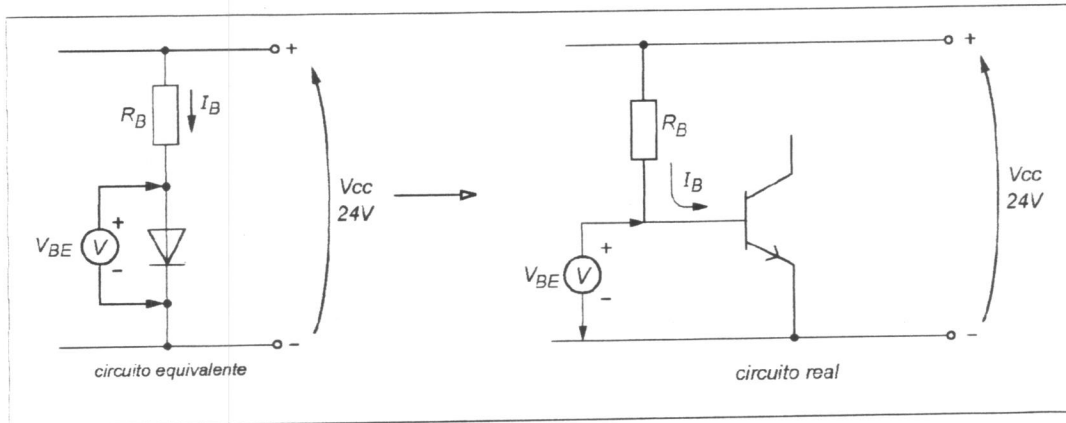 +
R_B
I_B
Vcc
24V
+
V_BE
V
-
-
circuito equivalente
+
R_B
I_B
Vcc
24V
+
V_BE
V
-
-
circuito real